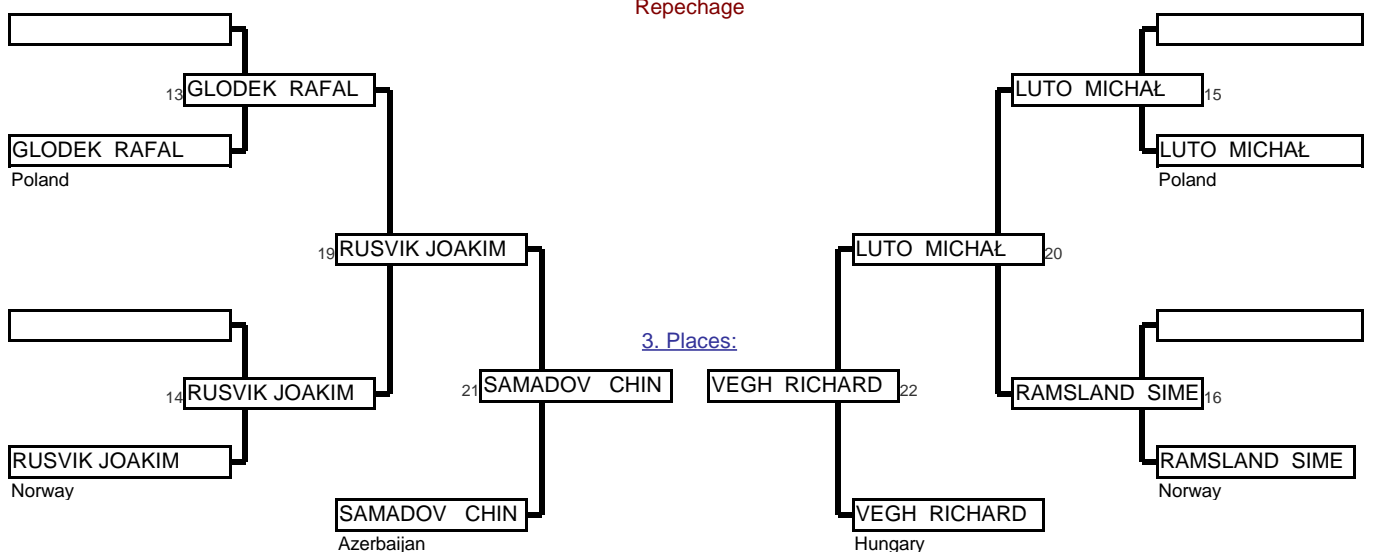 Repechage
13 GLODEK RAFAL
LUTO MICHAŁ 15
GLODEK RAFAL
Poland
LUTO MICHAŁ
Poland
19 RUSVIK JOAKIM
LUTO MICHAŁ 20
3. Places:
14 RUSVIK JOAKIM
21 SAMADOV CHIN
VEGH RICHARD 22
RAMSLAND SIME 16
RUSVIK JOAKIM
Norway
RAMSLAND SIME
Norway
SAMADOV CHIN
Azerbaijan
VEGH RICHARD
Hungary